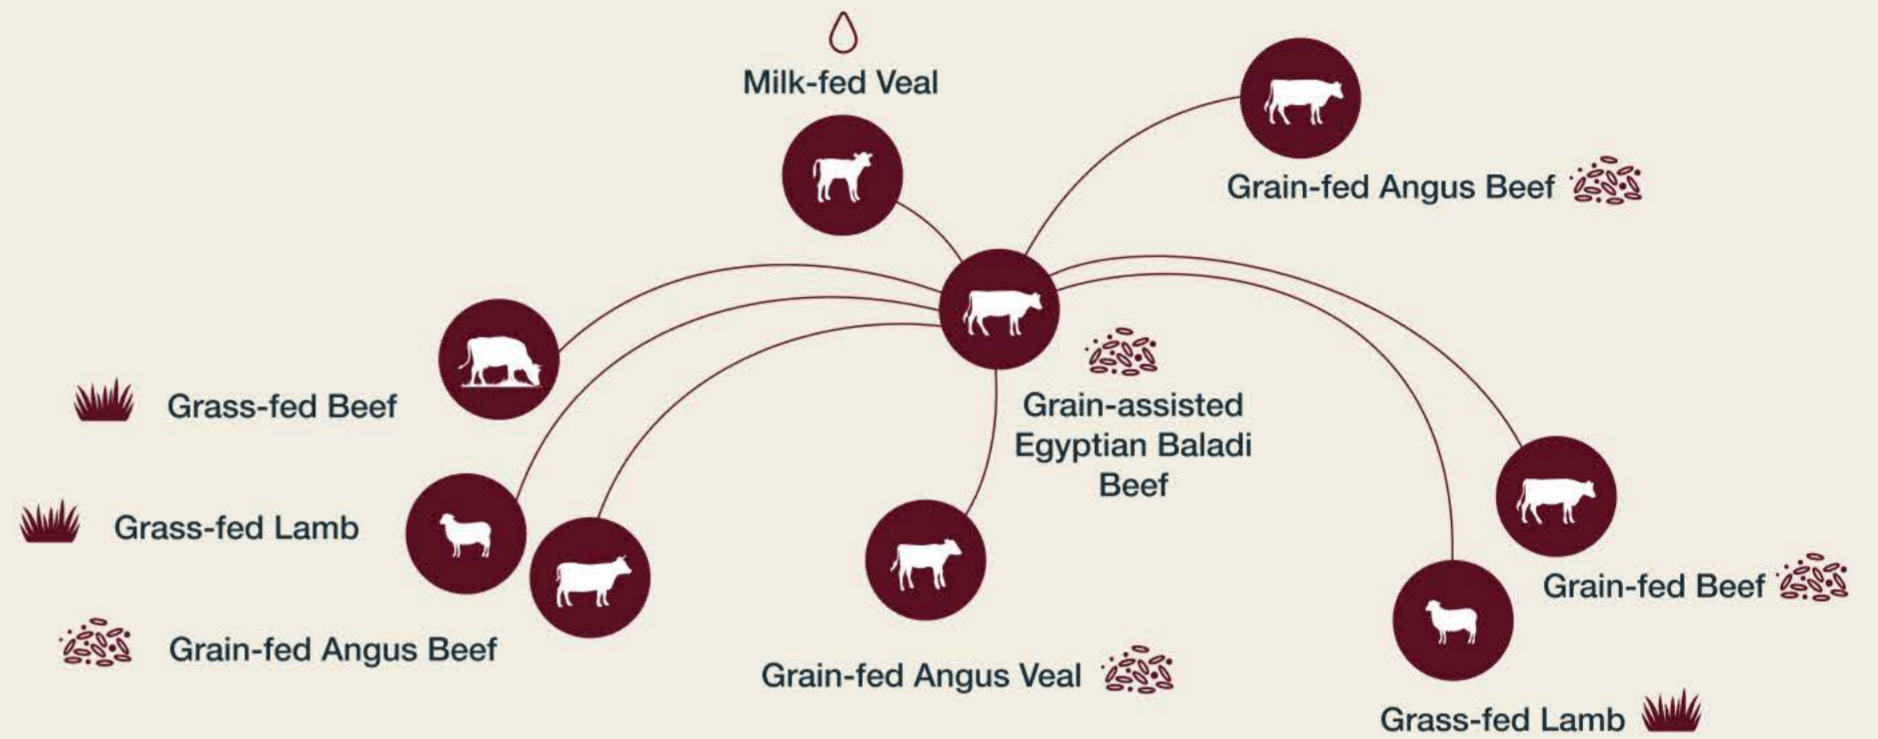 Milk-fed Veal
Grain-fed Angus Beef
Grass-fed Beef
Grain-assisted
Egyptian Baladi
Beef
Grass-fed Lamb
Grain-fed Beef
Grain-fed Angus Beef
Grain-fed Angus Veal
Grass-fed Lamb